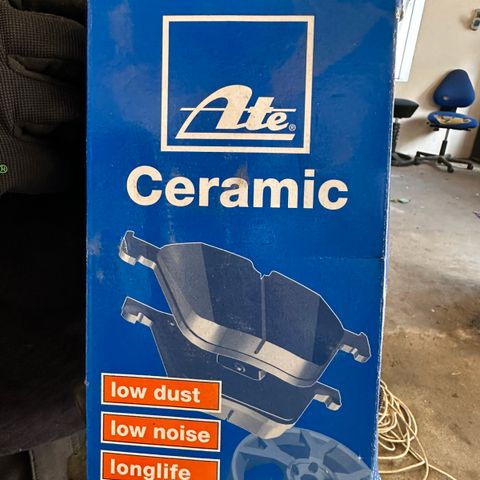 Ate®
Ceramic
low dust
low noise
longlife
®